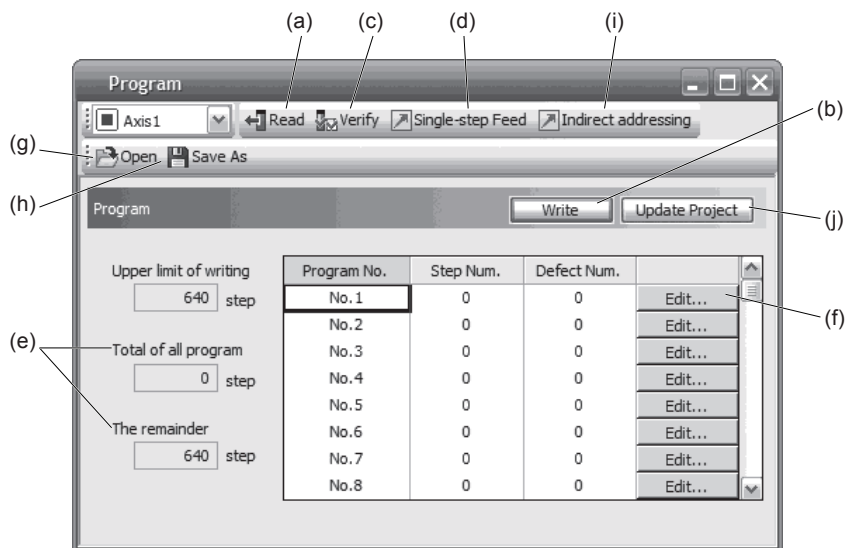 (a) (c) (d) (i)
Program
(b)
Axis1 Read Verify Single-step Feed Indirect addressing
(g)
Open Save As
(h)
Program Write Update Project
(j)
Upper limit of writing
640 step
Program No. Step Num. Defect Num.
No.1 0 0 Edit...
(f)
No.2 0 0 Edit...
(e)
Total of all program
0 step
No.3 0 0 Edit...
No.4 0 0 Edit...
No.5 0 0 Edit...
The remainder
640 step
No.6 0 0 Edit...
No.7 0 0 Edit...
No.8 0 0 Edit...